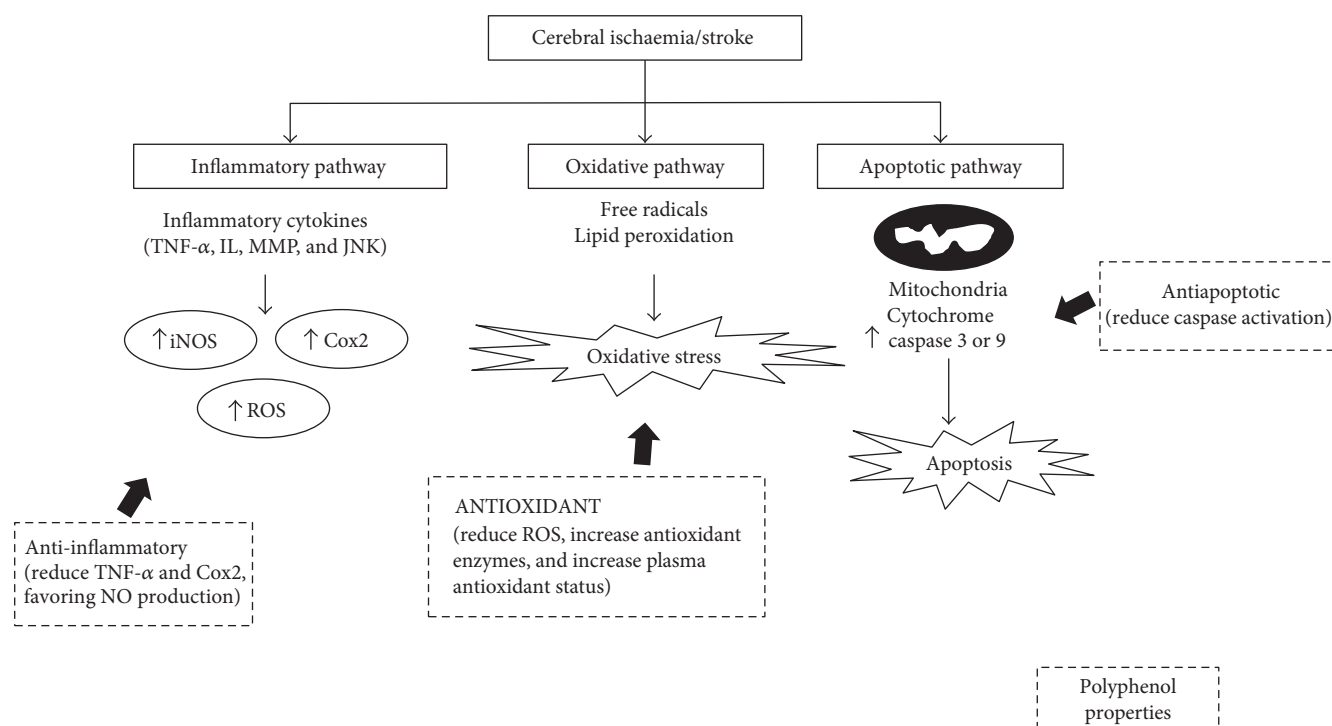 Cerebral ischaemia/stroke
Inflammatory pathway
Oxidative pathway
Apoptotic pathway
Inflammatory cytokines
(TNF-α, IL, MMP, and JNK)
Free radicals
Lipid peroxidation
↑ iNOS
↑ Cox2
↑ ROS
Oxidative stress
Mitochondria
Cytochrome
↑ caspase 3 or 9
Apoptosis
Antiapoptotic
(reduce caspase activation)
Anti-inflammatory
(reduce TNF-α and Cox2,
favoring NO production)
ANTIOXIDANT
(reduce ROS, increase antioxidant
enzymes, and increase plasma
antioxidant status)
Polyphenol
properties